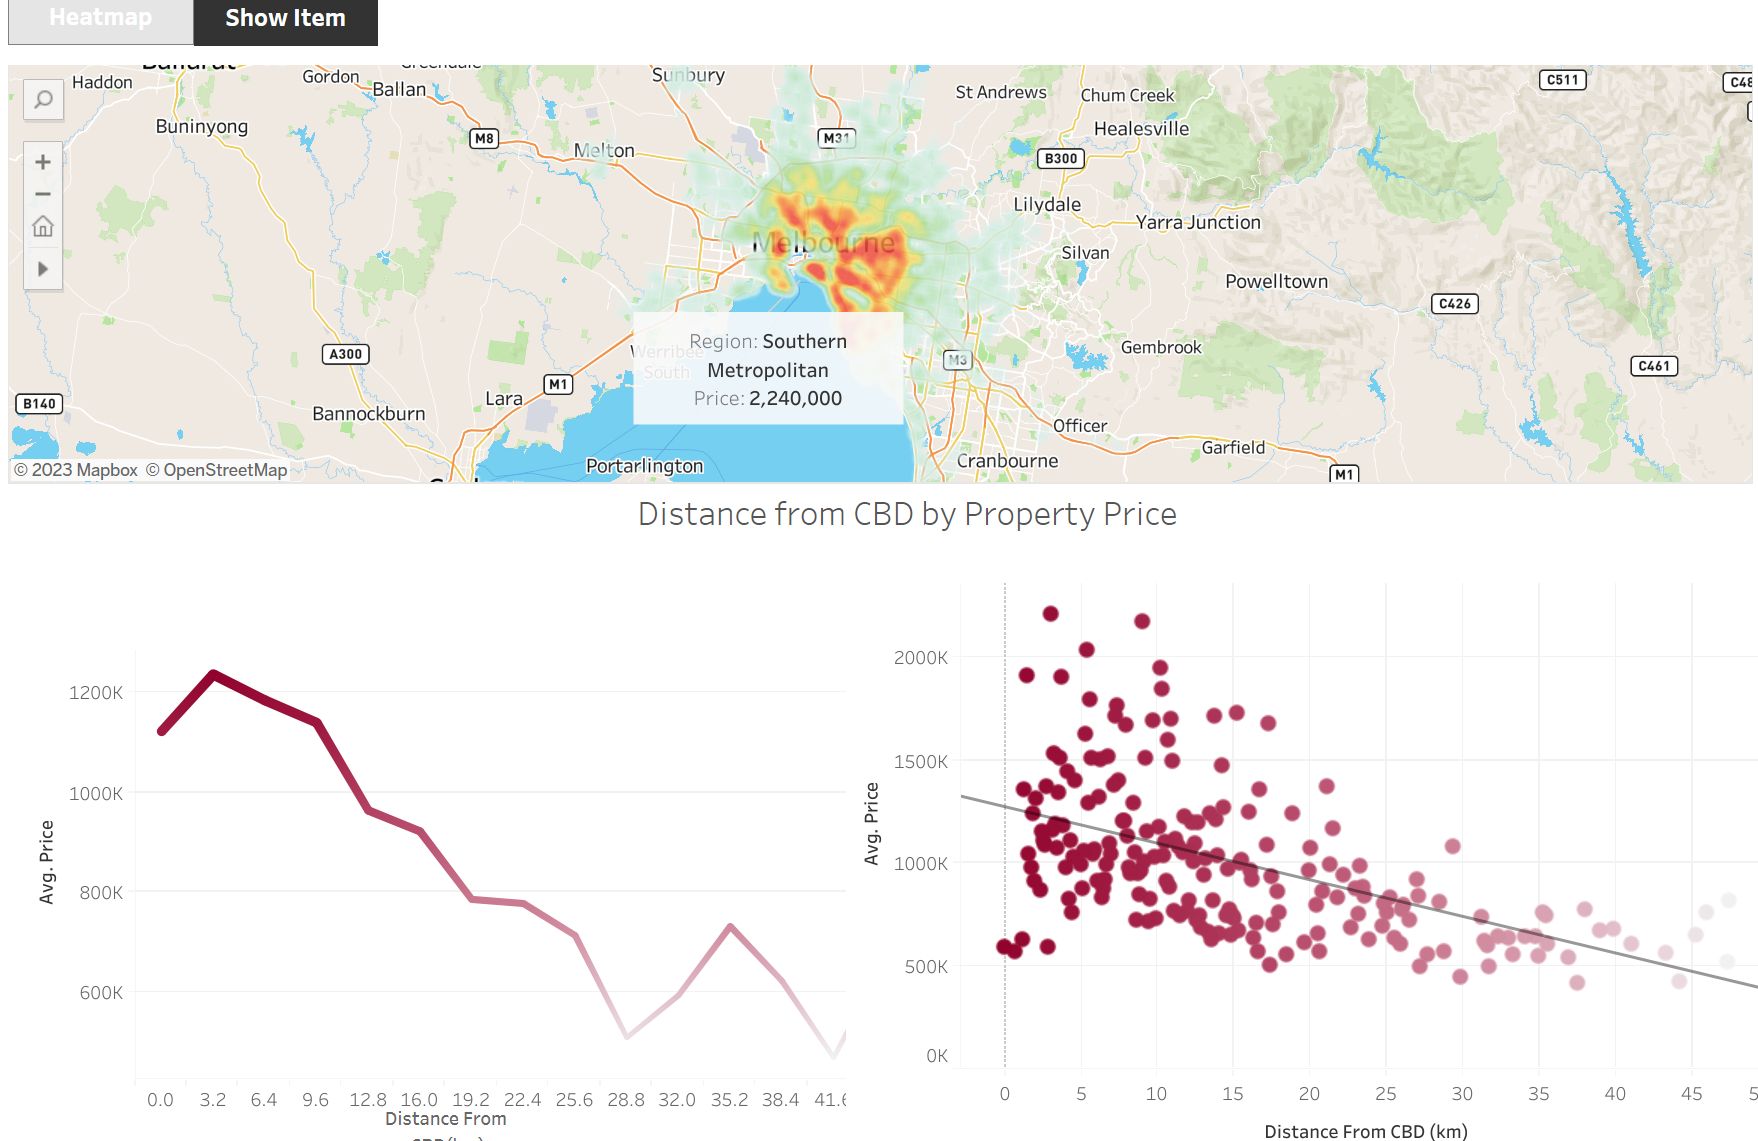 Heatmap
Show Item
Haddon
Gordon
Ballan
Sunbury
St Andrews
Chum Creek
C511
Buninyong
M8
Melton
M31
Healesville
B300
Lilydale
Yarra Junction
Melbourne
Silvan
Powelltown
C426
Region: Southern
Metropolitan
Price: 2,240,000
Werribee
South
A300
M3
Gembrook
C461
M1
Lara
B140
Bannockburn
Officer
Garfield
Portarlington
Cranbourne
M1
© 2023 Mapbox © OpenStreetMap
Distance from CBD by Property Price
1200K
1000K
800K
600K
Avg. Price
0.0 3.2 6.4 9.6 12.8 16.0 19.2 22.4 25.6 28.8 32.0 35.2 38.4 41.6
Distance From
2000K
1500K
1000K
500K
0K
Avg. Price
0 5 10 15 20 25 30 35 40 45
Distance From CBD (km)